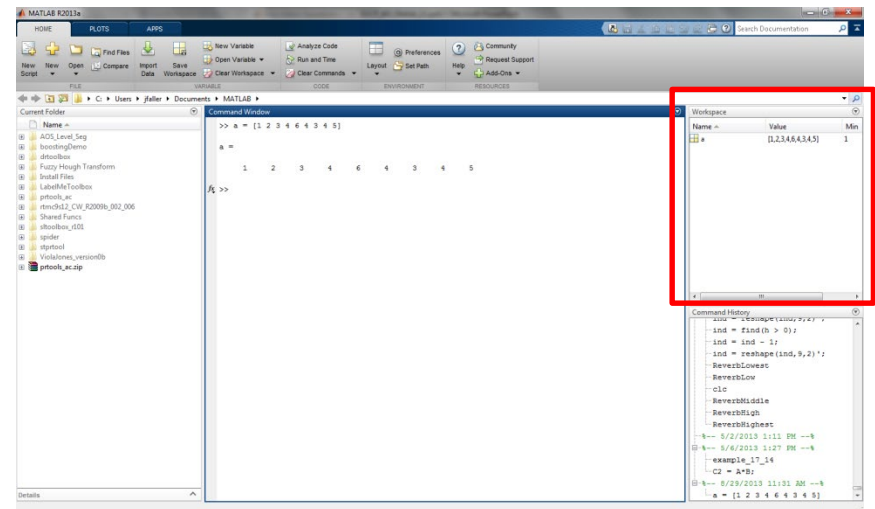 MATLAB R2013a
HOME PLOTS APPS
Search Documentation
New Script
New
Open
Find Files
Compare
Import Data
Save Workspace
New Variable
Open Variable
Clear Workspace
Analyze Code
Run and Time
Clear Commands
Layout
Preferences
Set Path
Help
Community
Request Support
Add-Ons
FILE VARIABLE CODE ENVIRONMENT RESOURCES
C: Users jfaller Documents MATLAB
Current Folder
Name
AOS_Level_Seg
boostingDemo
drtoolbox
Fuzzy Hough Transform
Install Files
LabelMeToolbox
prtools_ac
rtmc9s12_CW_R2009b_002_006
Shared Funcs
sltoolbox_r101
spider
stprtool
ViolaJones_version0b
prtools_ac.zip
Details
Command Window
>> a = [1 2 3 4 6 4 3 4 5]
a =
1 2 3 4 6 4 3 4 5
fx >>
Workspace
Name Value Min
a [1,2,3,4,6,4,3,4,5] 1
Command History
ind = reshape(ind,9,2)';
ind = find(h > 0);
ind = ind - 1;
ind = reshape(ind,9,2)';
ReverbLowest
ReverbLow
clc
ReverbMiddle
ReverbHigh
ReverbHighest
%-- 5/2/2013 1:11 PM --%
%-- 5/6/2013 1:27 PM --%
example_17_14
C2 = A*B;
%-- 8/29/2013 11:31 AM --%
a = [1 2 3 4 6 4 3 4 5]